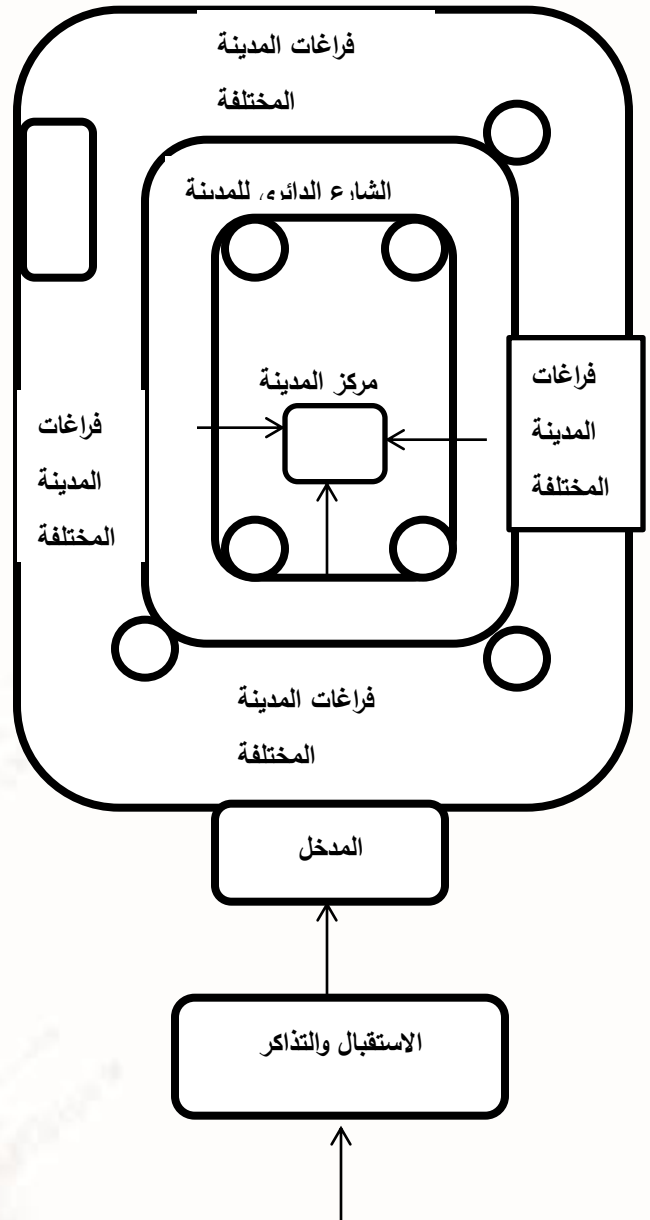 فراغات المدينة
المختلفة
الشارع الدائرى للمدينة
مركز المدينة
فراغات
المدينة
المختلفة
فراغات
المدينة
المختلفة
فراغات المدينة
المختلفة
المدخل
الاستقبال والتذاكر